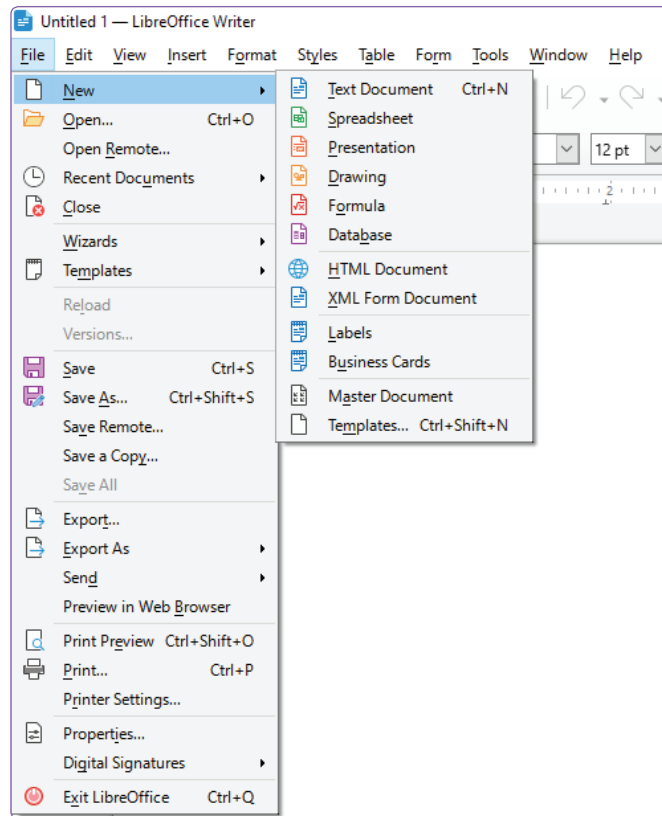 Untitled 1 — LibreOffice Writer
File Edit View Insert Format Styles Table Form Tools Window Help
New
Open... Ctrl+O
Open Remote...
Recent Documents
Close
Wizards
Templates
Reload
Versions...
Save Ctrl+S
Save As... Ctrl+Shift+S
Save Remote...
Save a Copy...
Save All
Export...
Export As
Send
Preview in Web Browser
Print Preview Ctrl+Shift+O
Print... Ctrl+P
Printer Settings...
Properties...
Digital Signatures
Exit LibreOffice Ctrl+Q
Text Document Ctrl+N
Spreadsheet
Presentation
Drawing
Formula
Database
HTML Document
XML Form Document
Labels
Business Cards
Master Document
Templates... Ctrl+Shift+N
12 pt
2